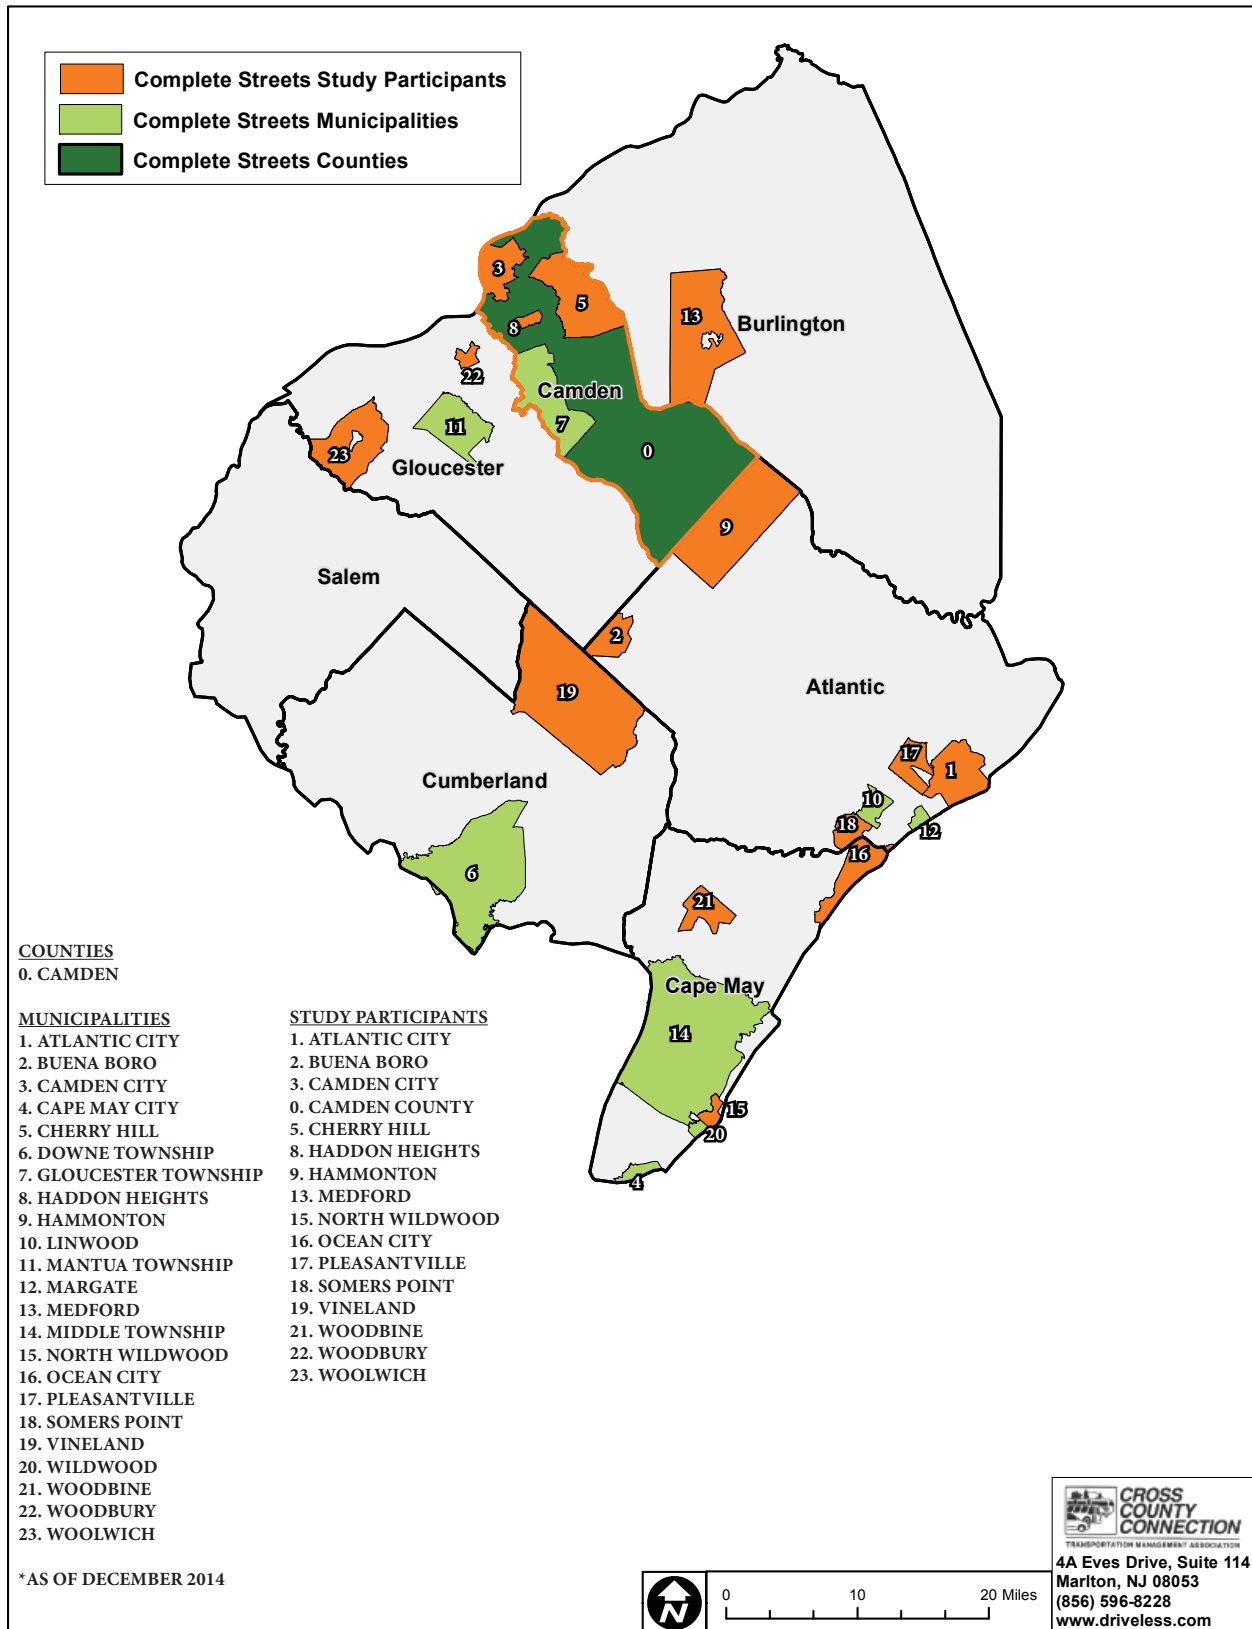 Complete Streets Study Participants
Complete Streets Municipalities
Complete Streets Counties
3
5
8
13
Burlington
22
Camden
7
11
0
23
Gloucester
9
Salem
2
19
Atlantic
17
1
Cumberland
10
18
12
16
6
21
Cape May
14
15
20
4
COUNTIES
0. CAMDEN
MUNICIPALITIES
1. ATLANTIC CITY
2. BUENA BORO
3. CAMDEN CITY
4. CAPE MAY CITY
5. CHERRY HILL
6. DOWNE TOWNSHIP
7. GLOUCESTER TOWNSHIP
8. HADDON HEIGHTS
9. HAMMONTON
10. LINWOOD
11. MANTUA TOWNSHIP
12. MARGATE
13. MEDFORD
14. MIDDLE TOWNSHIP
15. NORTH WILDWOOD
16. OCEAN CITY
17. PLEASANTVILLE
18. SOMERS POINT
19. VINELAND
20. WILDWOOD
21. WOODBINE
22. WOODBURY
23. WOOLWICH
STUDY PARTICIPANTS
1. ATLANTIC CITY
2. BUENA BORO
3. CAMDEN CITY
0. CAMDEN COUNTY
5. CHERRY HILL
8. HADDON HEIGHTS
9. HAMMONTON
13. MEDFORD
15. NORTH WILDWOOD
16. OCEAN CITY
17. PLEASANTVILLE
18. SOMERS POINT
19. VINELAND
21. WOODBINE
22. WOODBURY
23. WOOLWICH
*AS OF DECEMBER 2014
N
0 10 20 Miles
CROSS
COUNTY
CONNECTION
TRANSPORTATION MANAGEMENT ASSOCIATION
4A Eves Drive, Suite 114
Marlton, NJ 08053
(856) 596-8228
www.driveless.com